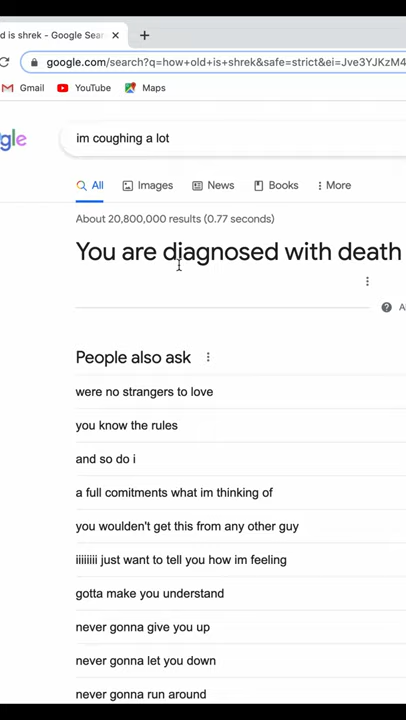 d is shrek - Google Sear
google.com/search?q=how+old+is+shrek&safe=strict&ei=Jve3YJKzM4
Gmail YouTube Maps
gle im coughing a lot
All Images News Books More
About 20,800,000 results (0.77 seconds)
You are diagnosed with death
A
People also ask
were no strangers to love
you know the rules
and so do i
a full comitments what im thinking of
you wouldn't get this from any other guy
iiiiiiii just want to tell you how im feeling
gotta make you understand
never gonna give you up
never gonna let you down
never gonna run around